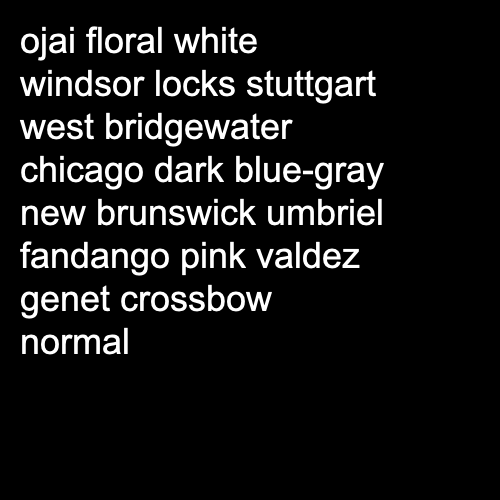 ojai floral white
windsor locks stuttgart
west bridgewater
chicago dark blue-gray
new brunswick umbriel
fandango pink valdez
genet crossbow
normal